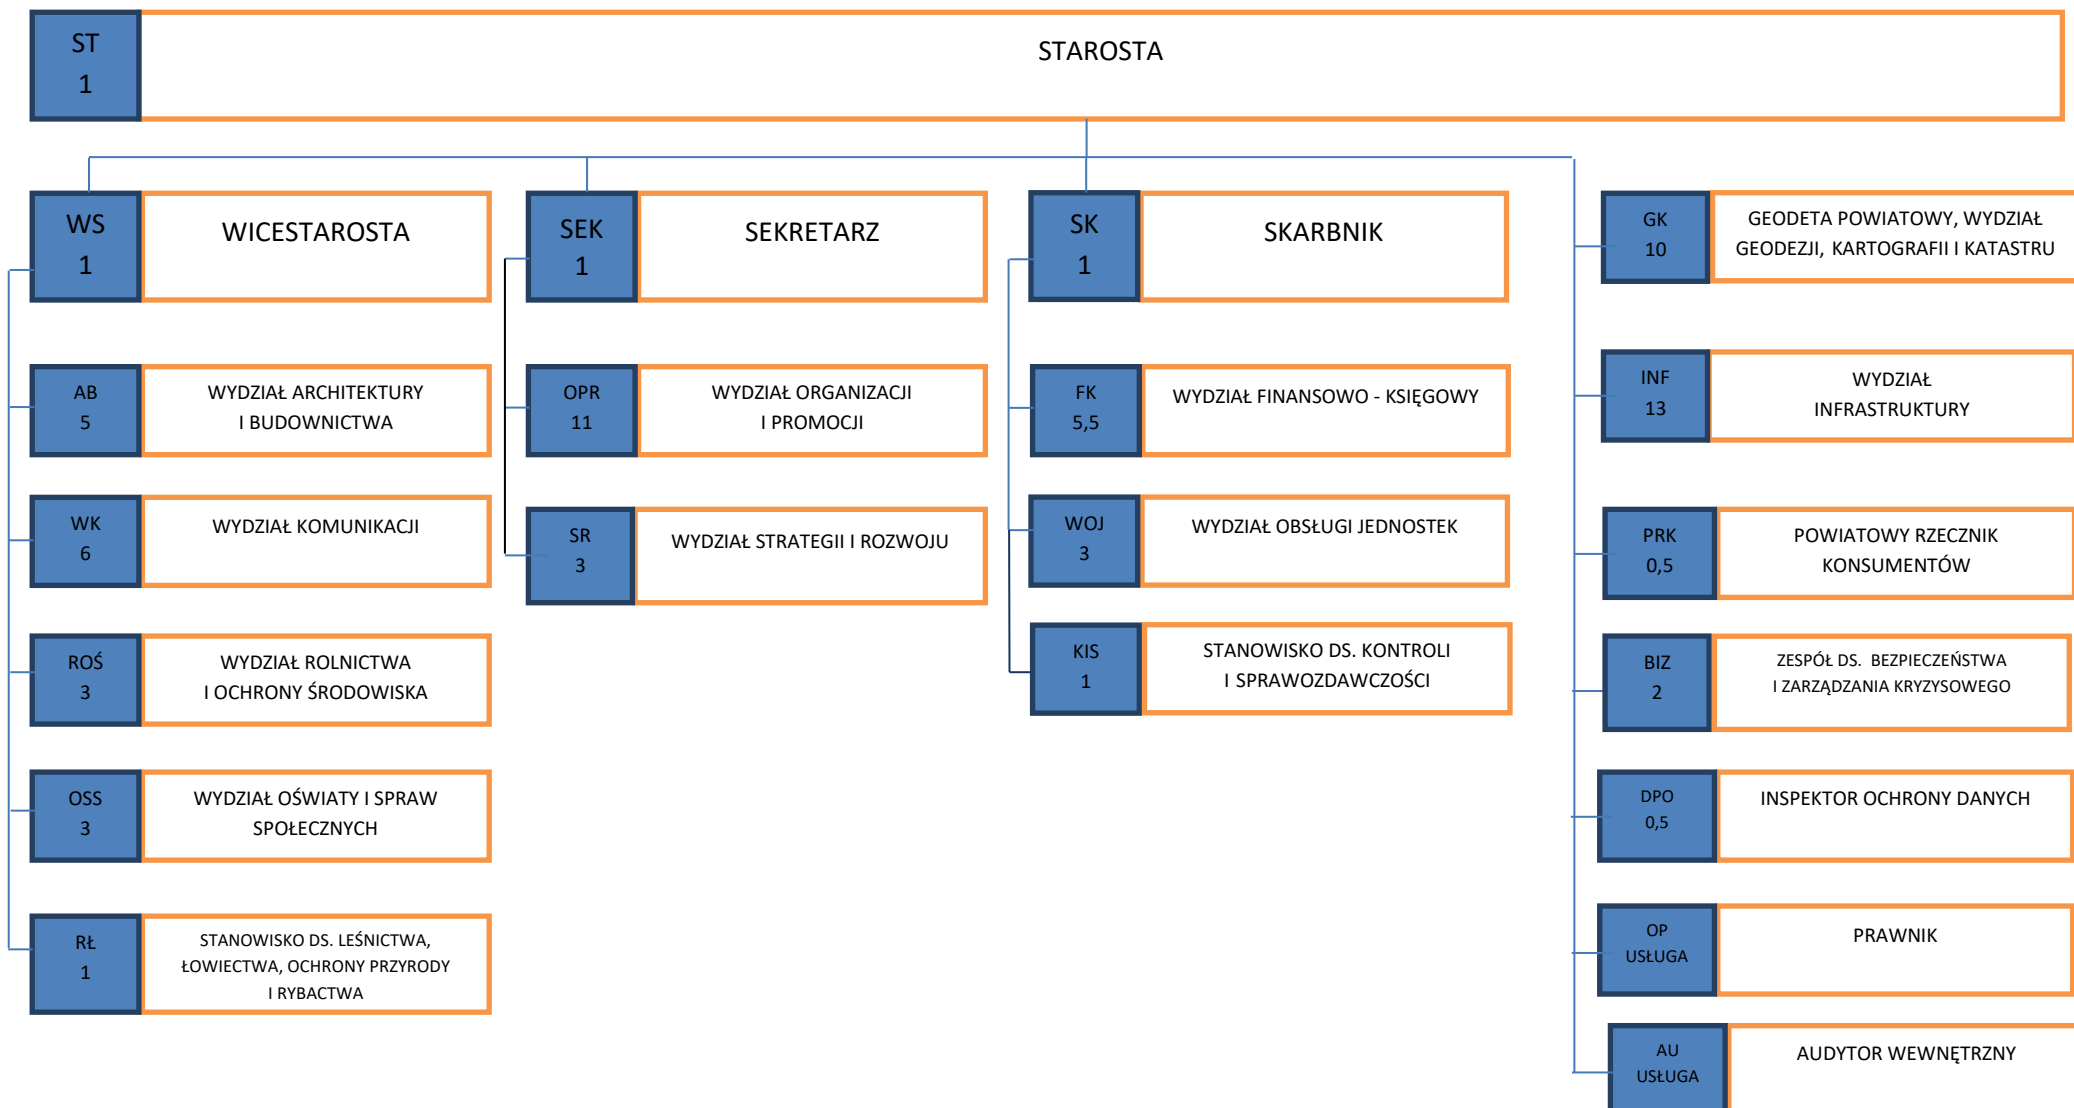 ST
1
STAROSTA
WS
1
WICESTAROSTA
AB
5
WYDZIAŁ ARCHITEKTURY
I BUDOWNICTWA
WK
6
WYDZIAŁ KOMUNIKACJI
ROŚ
3
WYDZIAŁ ROLNICTWA
I OCHRONY ŚRODOWISKA
OSS
3
WYDZIAŁ OŚWIATY I SPRAW
SPOŁECZNYCH
RŁ
1
STANOWISKO DS. LEŚNICTWA,
ŁOWIECTWA, OCHRONY PRZYRODY
I RYBACTWA
SEK
1
SEKRETARZ
OPR
11
WYDZIAŁ ORGANIZACJI
I PROMOCJI
SR
3
WYDZIAŁ STRATEGII I ROZWOJU
SK
1
SKARBNIK
FK
5,5
WYDZIAŁ FINANSOWO - KSIĘGOWY
WOJ
3
WYDZIAŁ OBSŁUGI JEDNOSTEK
KIS
1
STANOWISKO DS. KONTROLI
I SPRAWOZDAWCZOŚCI
GK
10
GEODETA POWIATOWY, WYDZIAŁ
GEODEZJI, KARTOGRAFII I KATASTRU
INF
13
WYDZIAŁ
INFRASTRUKTURY
PRK
0,5
POWIATOWY RZECZNIK
KONSUMENTÓW
BIZ
2
ZESPÓŁ DS. BEZPIECZEŃSTWA
I ZARZĄDZANIA KRYZYSOWEGO
DPO
0,5
INSPEKTOR OCHRONY DANYCH
OP
USŁUGA
PRAWNIK
AU
USŁUGA
AUDYTOR WEWNĘTRZNY